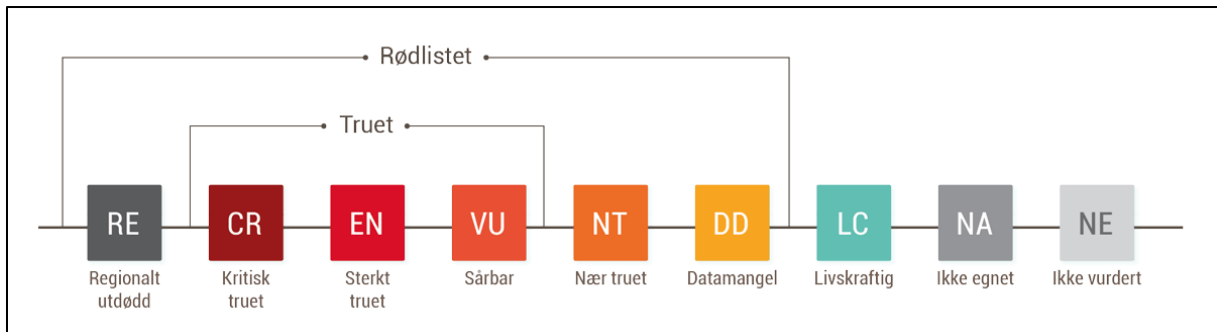 Rødlistet
Truet
RE
CR
EN
VU
NT
DD
LC
NA
NE
Regionalt
utdødd
Kritisk
truet
Sterkt
truet
Sårbar
Nær truet
Datamangel
Livskraftig
Ikke egnet
Ikke vurdert